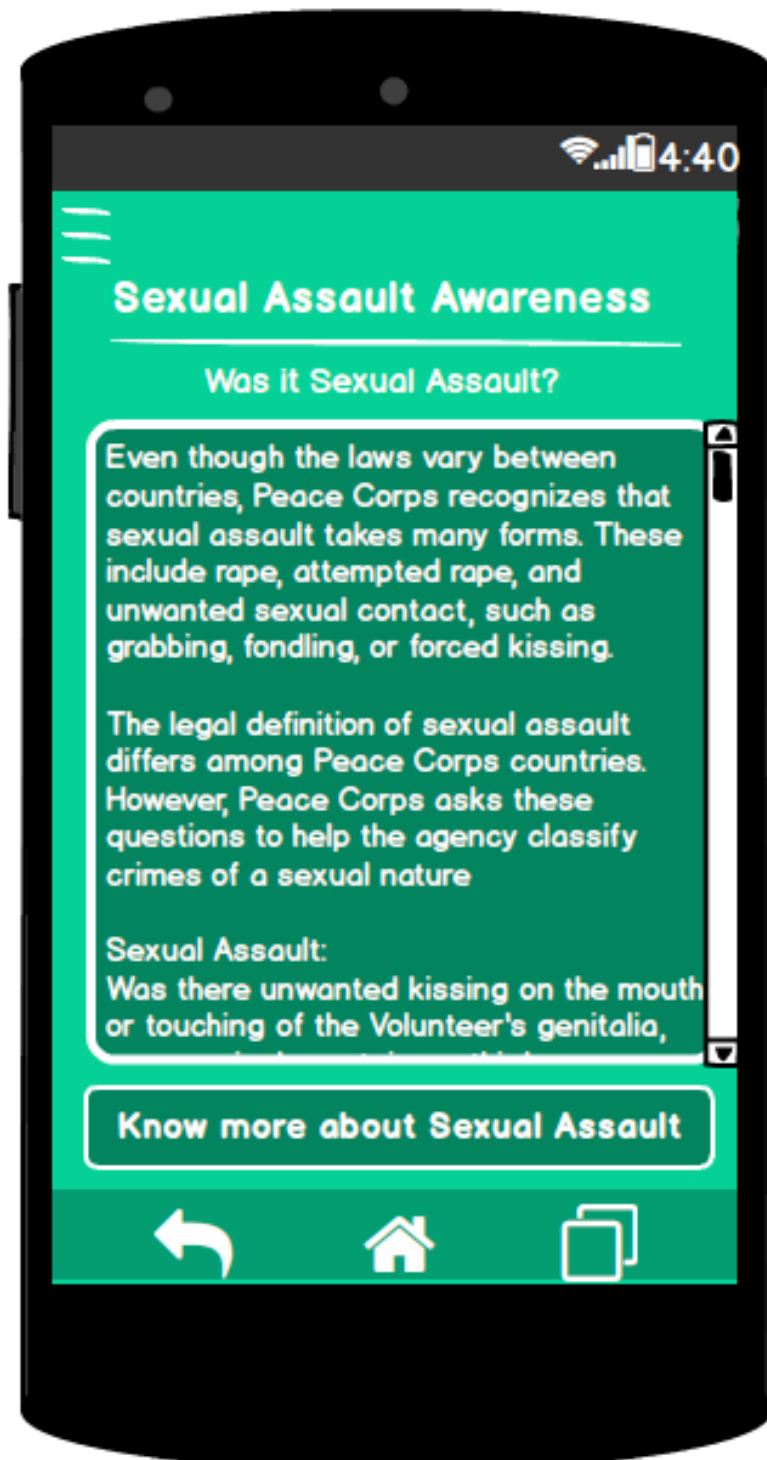 4:40
Sexual Assault Awareness
Was it Sexual Assault?
Even though the laws vary between
countries, Peace Corps recognizes that
sexual assault takes many forms. These
include rape, attempted rape, and
unwanted sexual contact, such as
grabbing, fondling, or forced kissing.
The legal definition of sexual assault
differs among Peace Corps countries.
However, Peace Corps asks these
questions to help the agency classify
crimes of a sexual nature
Sexual Assault:
Was there unwanted kissing on the mouth
or touching of the Volunteer's genitalia,
Know more about Sexual Assault